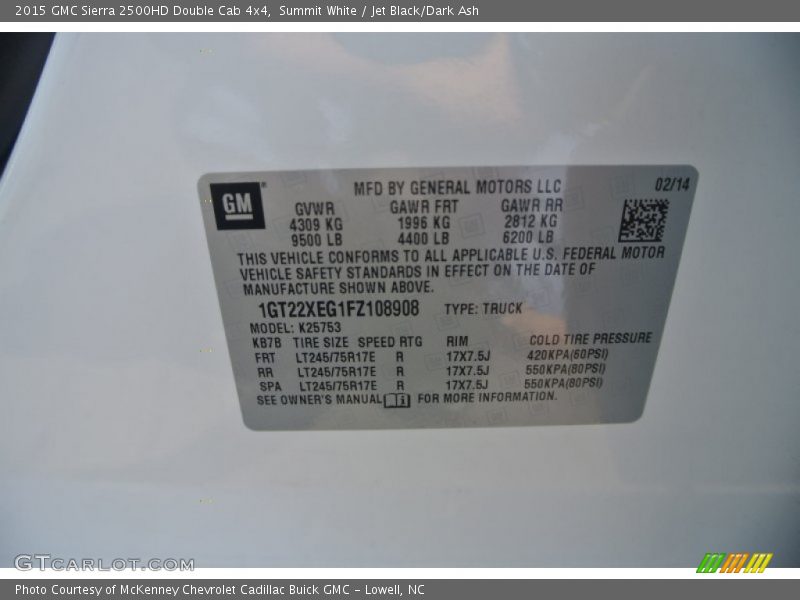 2015 GMC Sierra 2500HD Double Cab 4x4, Summit White / Jet Black/Dark Ash
GM
MFD BY GENERAL MOTORS LLC 02/14
GVWR GAWR FRT GAWR RR
4309 KG 1996 KG 2812 KG
9500 LB 4400 LB 6200 LB
THIS VEHICLE CONFORMS TO ALL APPLICABLE U.S. FEDERAL MOTOR
VEHICLE SAFETY STANDARDS IN EFFECT ON THE DATE OF
MANUFACTURE SHOWN ABOVE.
1GT22XEG1FZ108908 TYPE: TRUCK
MODEL: K25753
KB7B TIRE SIZE SPEED RTG RIM COLD TIRE PRESSURE
FRT LT245/75R17E R 17X7.5J 420KPA(60PSI)
RR LT245/75R17E R 17X7.5J 550KPA(80PSI)
SPA LT245/75R17E R 17X7.5J 550KPA(80PSI)
SEE OWNER'S MANUAL FOR MORE INFORMATION.
GTCARLOT.COM
Photo Courtesy of McKenney Chevrolet Cadillac Buick GMC - Lowell, NC